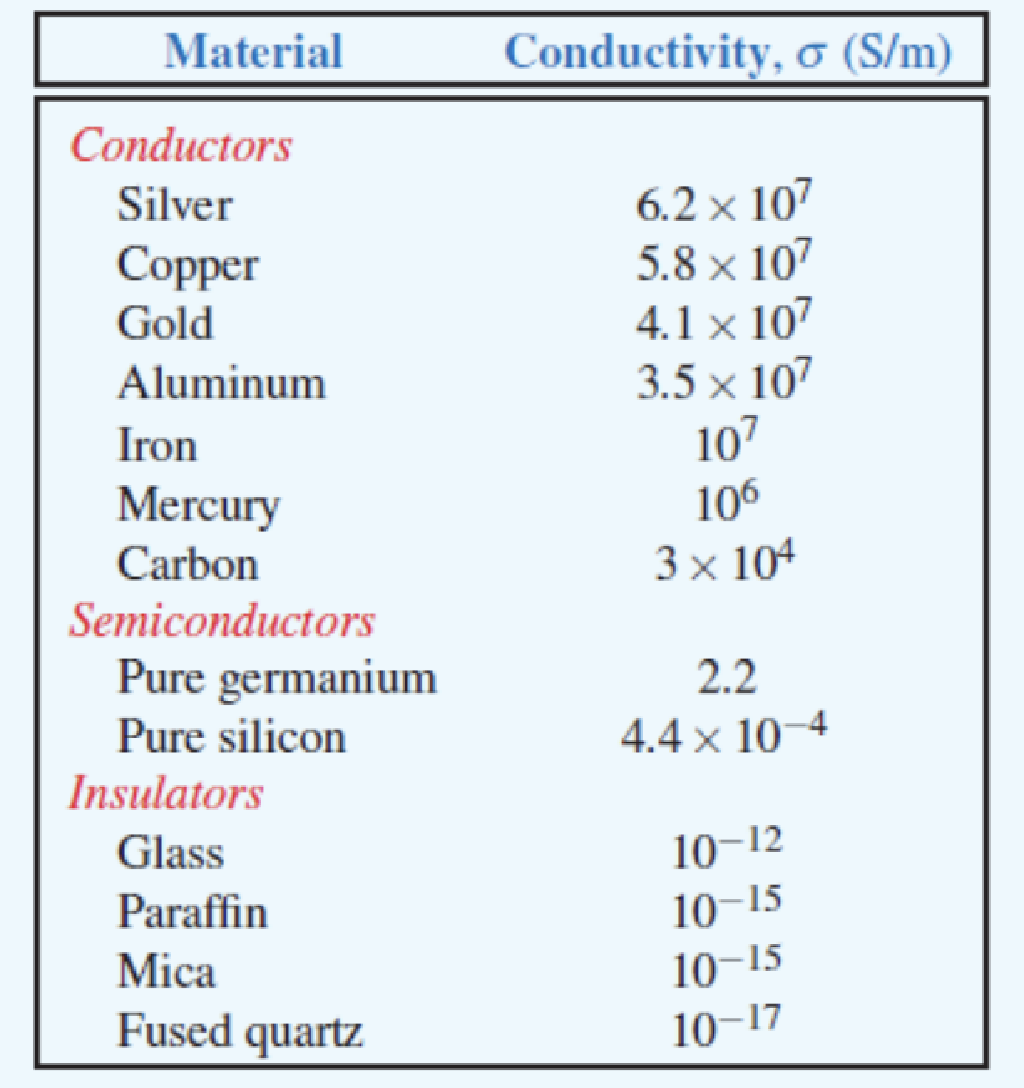 Material Conductivity, σ (S/m)
Conductors
Silver 6.2 × 10⁷
Copper 5.8 × 10⁷
Gold 4.1 × 10⁷
Aluminum 3.5 × 10⁷
Iron 10⁷
Mercury 10⁶
Carbon 3 × 10⁴
Semiconductors
Pure germanium 2.2
Pure silicon 4.4 × 10⁻⁴
Insulators
Glass 10⁻¹²
Paraffin 10⁻¹⁵
Mica 10⁻¹⁵
Fused quartz 10⁻¹⁷